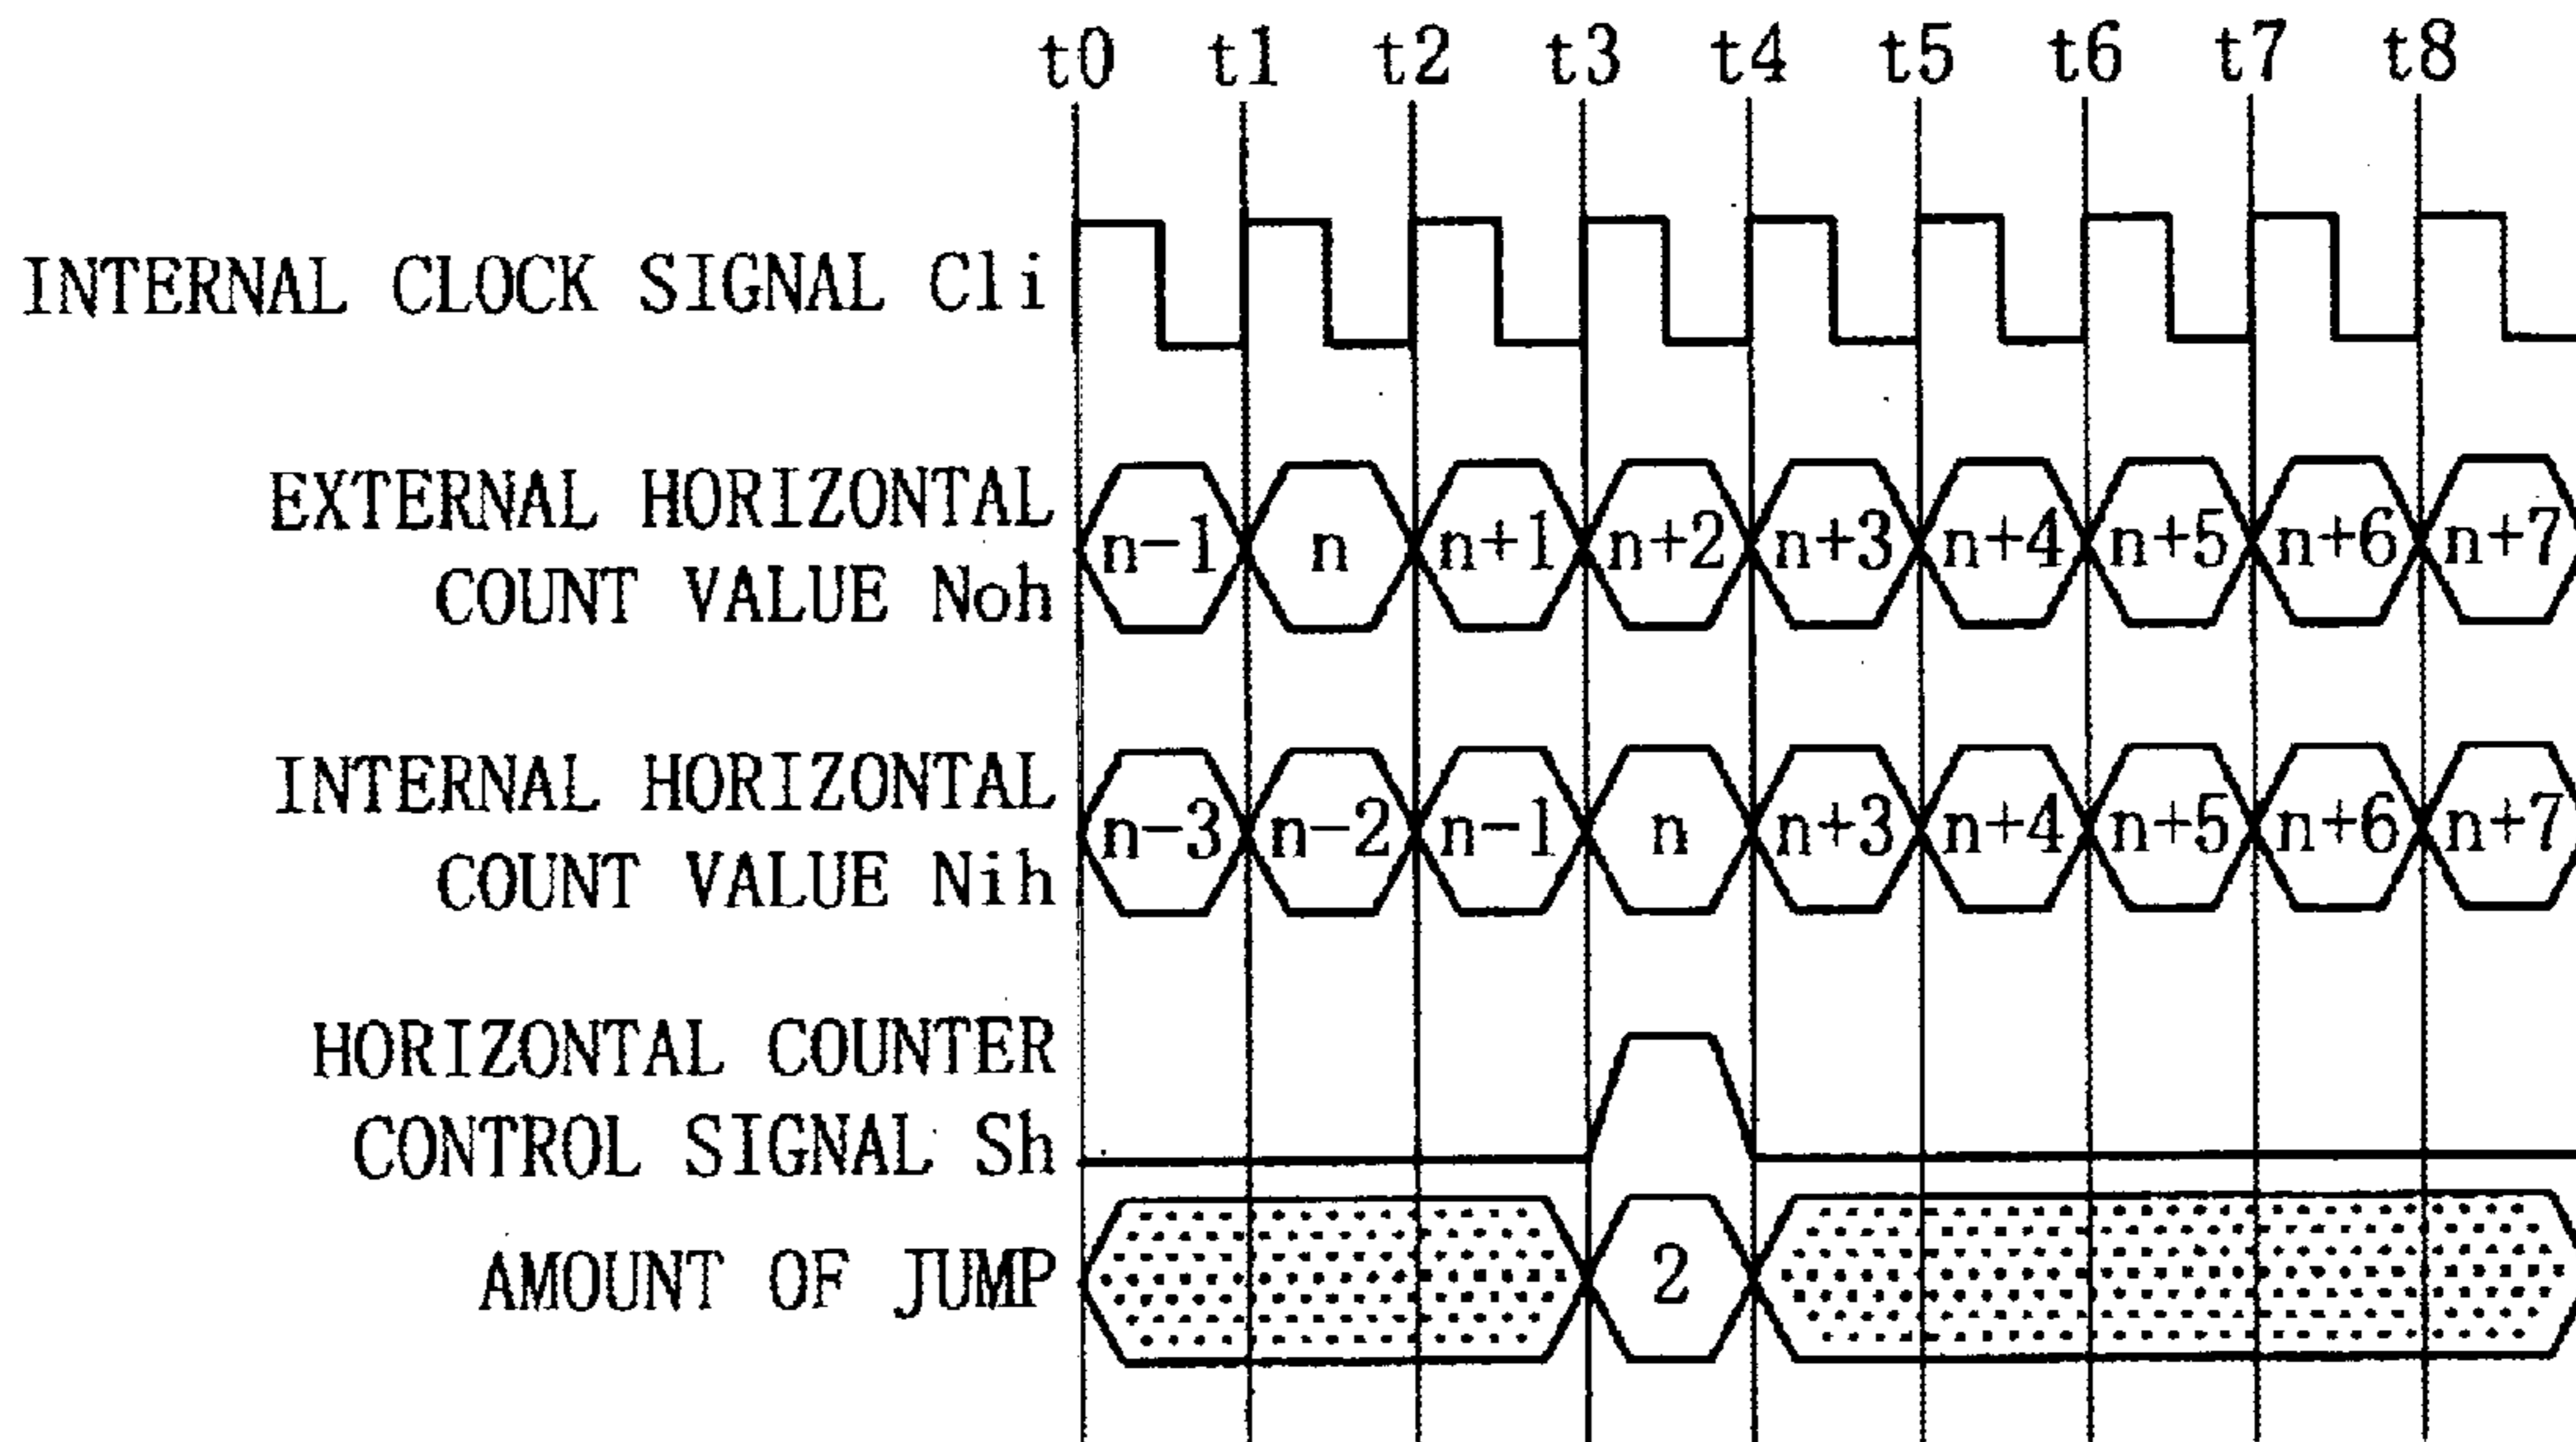 t0 t1 t2 t3 t4 t5 t6 t7 t8
INTERNAL CLOCK SIGNAL Cli
EXTERNAL HORIZONTAL
COUNT VALUE Noh
n-1 n n+1 n+2 n+3 n+4 n+5 n+6 n+7
INTERNAL HORIZONTAL
COUNT VALUE Nih
n-3 n-2 n-1 n n+3 n+4 n+5 n+6 n+7
HORIZONTAL COUNTER
CONTROL SIGNAL Sh
AMOUNT OF JUMP 2